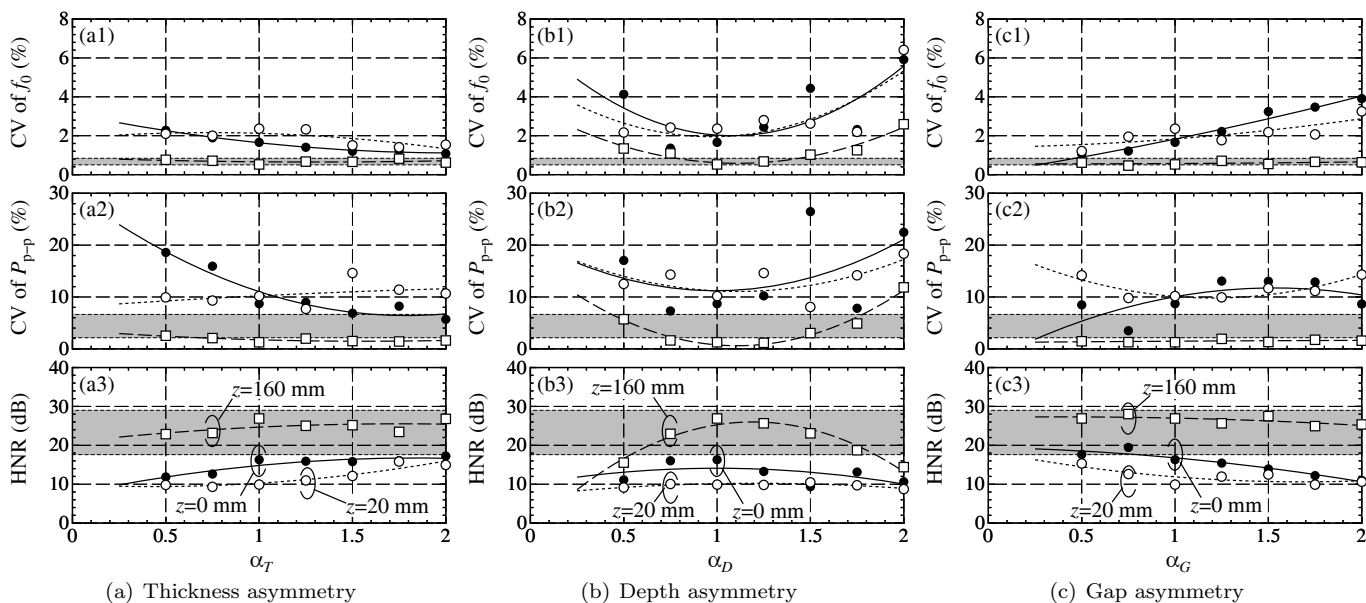 (a1)
CV of f₀ (%)
8
6
4
2
0
(a2)
CV of Pₚ₋ₚ (%)
30
20
10
0
(a3)
HNR (dB)
40
30
20
10
0
z=160 mm
z=0 mm
z=20 mm
0 0.5 1 1.5 2
α_T
(a) Thickness asymmetry
(b1)
CV of f₀ (%)
8
6
4
2
0
(b2)
CV of Pₚ₋ₚ (%)
30
20
10
0
(b3)
HNR (dB)
40
30
20
10
0
z=160 mm
z=20 mm
z=0 mm
0 0.5 1 1.5 2
α_D
(b) Depth asymmetry
(c1)
CV of f₀ (%)
8
6
4
2
0
(c2)
CV of Pₚ₋ₚ (%)
30
20
10
0
(c3)
HNR (dB)
40
30
20
10
0
z=160 mm
z=20 mm
z=0 mm
0 0.5 1 1.5 2
α_G
(c) Gap asymmetry